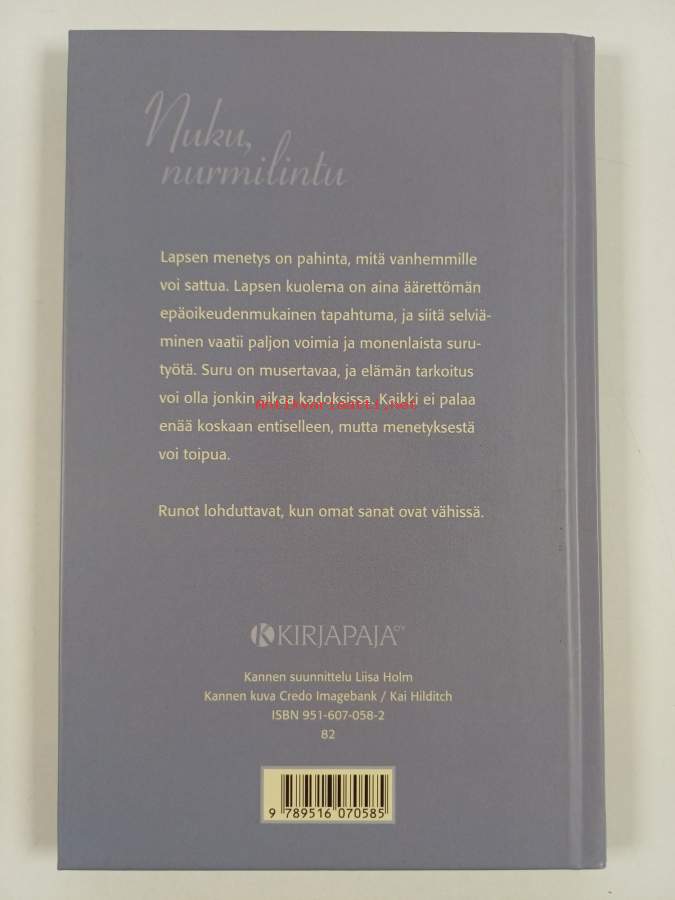 Nuku,
nurmilintu
Lapsen menetys on pahinta, mitä vanhemmille
voi sattua. Lapsen kuolema on aina äärettömän
epäoikeudenmukainen tapahtuma, ja siitä selviä-
minen vaatii paljon voimia ja monenlaista suru-
työtä. Suru on musertavaa, ja elämän tarkoitus
voi olla jonkin aikaa kadoksissa. Kaikki ei palaa
Antikvariaatti.net
enää koskaan entiselleen, mutta menetyksestä
voi toipua.
Runot lohduttavat, kun omat sanat ovat vähissä.
KIRJAPAJA OY
Kannen suunnittelu Liisa Holm
Kannen kuva Credo Imagebank / Kai Hilditch
ISBN 951-607-058-2
82
9 789516 070585